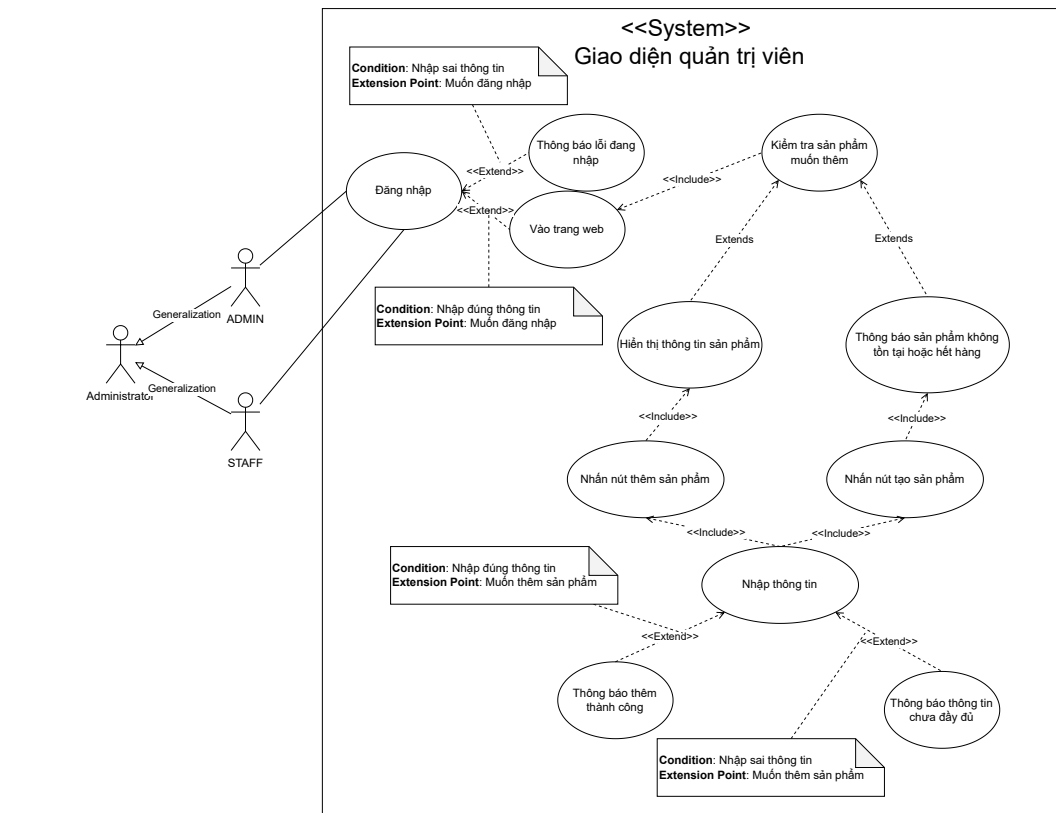 <<System>>
Giao diện quản trị viên
Condition: Nhập sai thông tin
Extension Point: Muốn đăng nhập
Thông báo lỗi đang
nhập
Kiểm tra sản phẩm
muốn thêm
<<Extend>>
<<Include>>
Đăng nhập
<<Extend>>
Vào trang web
Extends
Extends
Condition: Nhập đúng thông tin
Extension Point: Muốn đăng nhập
Generalization
ADMIN
Hiển thị thông tin sản phẩm
Thông báo sản phẩm không
tồn tại hoặc hết hàng
Generalization
Administrator
<<Include>>
<<Include>>
STAFF
Nhấn nút thêm sản phẩm
Nhấn nút tạo sản phẩm
<<Include>>
<<Include>>
Condition: Nhập đúng thông tin
Extension Point: Muốn thêm sản phẩm
Nhập thông tin
<<Extend>>
<<Extend>>
Thông báo thêm
thành công
Thông báo thông tin
chưa đầy đủ
Condition: Nhập sai thông tin
Extension Point: Muốn thêm sản phẩm